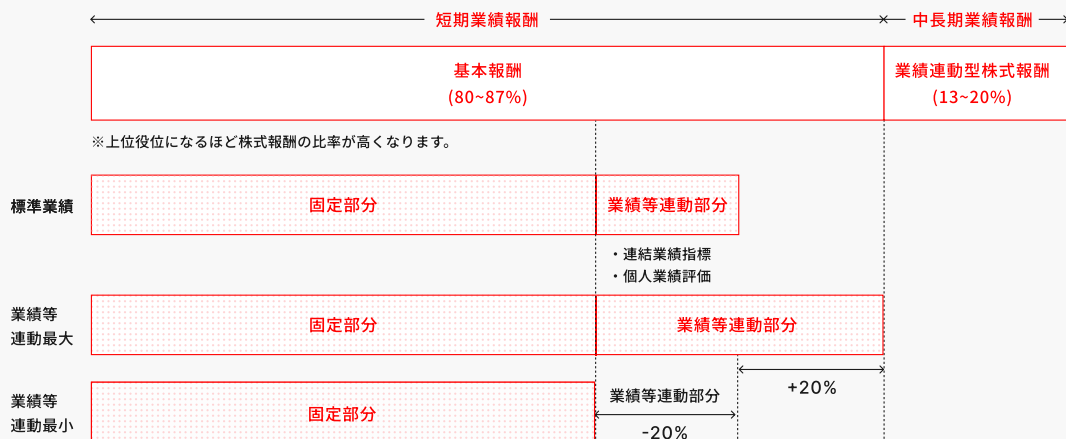 短期業績報酬
中長期業績報酬
基本報酬
(80~87%)
業績連動型株式報酬
(13~20%)
※上位役位になるほど株式報酬の比率が高くなります。
標準業績
固定部分
業績等連動部分
・連結業績指標
・個人業績評価
業績等
連動最大
固定部分
業績等連動部分
+20%
業績等
連動最小
固定部分
業績等連動部分
-20%